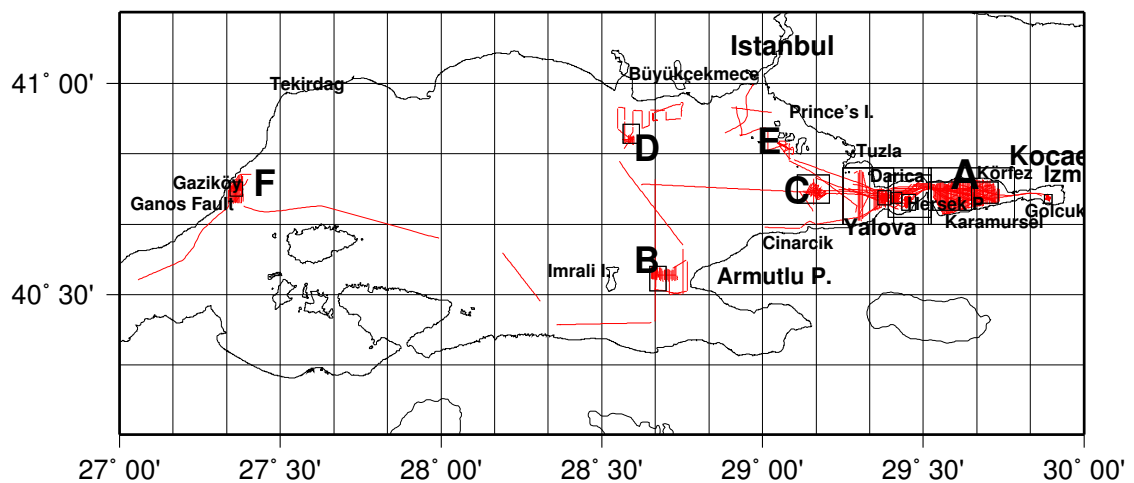 Istanbul
Büyükçekmece
41° 00'
Tekirdag
Prince's I.
E
D
Tuzla
Kocae
Gaziköy
F
C
Darica
A
Körfez
Izm
Ganos Fault
Hersek P.
Golcuk
Yalova
Karamursel
Cinarcik
B
Imrali I.
Armutlu P.
40° 30'
27° 00'
27° 30'
28° 00'
28° 30'
29° 00'
29° 30'
30° 00'